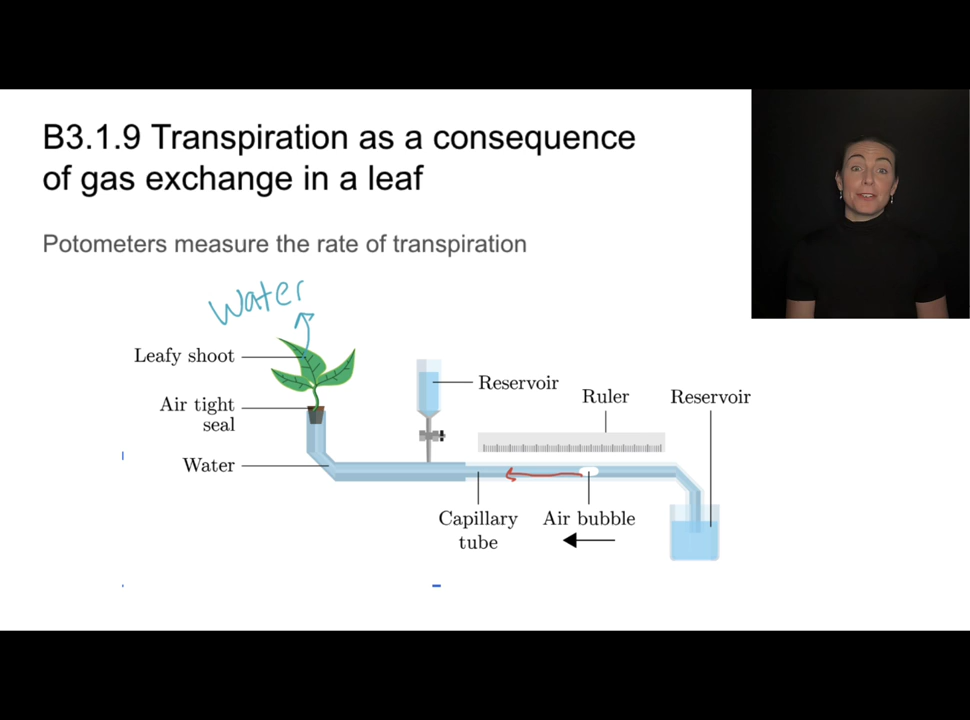 B3.1.9 Transpiration as a consequence
of gas exchange in a leaf
Potometers measure the rate of transpiration
Water
Leafy shoot
Air tight
seal
Water
Reservoir
Ruler
Reservoir
Capillary
tube
Air bubble